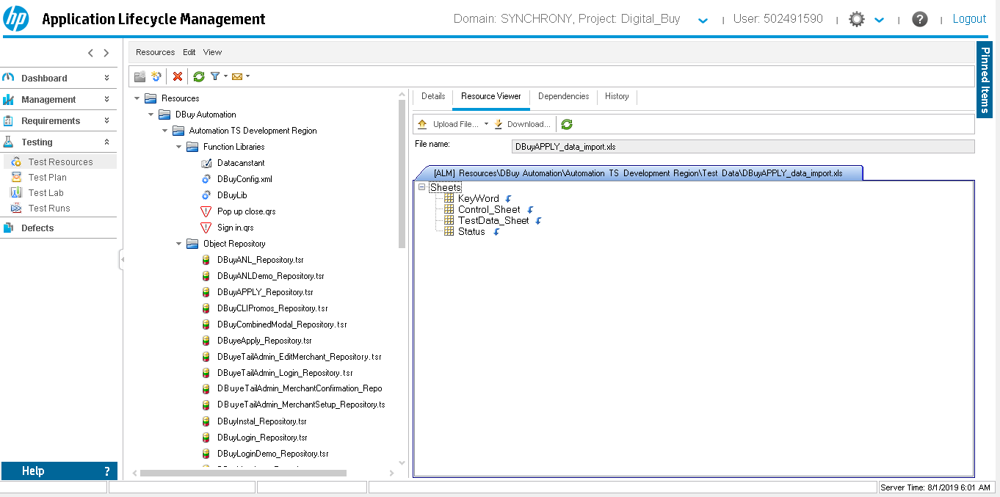 hp Application Lifecycle Management
Domain: SYNCHRONY, Project: Digital_Buy | User: 502491590 | | ? | Logout
Pinned Items
Dashboard
Management
Requirements
Testing
Test Resources
Test Plan
Test Lab
Test Runs
Defects
Help ?
Resources Edit View
Resources
DBuy Automation
Automation TS Development Region
Function Libraries
Datacanstant
DBuyConfig.xml
DBuyLib
Pop up close.qrs
Sign in.qrs
Object Repository
DBuyANL_Repository.tsr
DBuyANLDemo_Repository.tsr
DBuyAPPLY_Repository.tsr
DBuyCLIPromos_Repository.tsr
DBuyCombinedModal_Repository.tsr
DBuyeApply_Repository.tsr
DBuyeTailAdmin_EditMerchant_Repository.tsr
DBuyeTailAdmin_Login_Repository.tsr
DBuyeTailAdmin_MerchantConfirmation_Repo
DBuyeTailAdmin_MerchantSetup_Repository.ts
DBuyInstal_Repository.tsr
DBuyLogin_Repository.tsr
DBuyLoginDemo_Repository.tsr
Details Resource Viewer Dependencies History
Upload File... Download...
File name: DBuyAPPLY_data_import.xls
[ALM] Resources\DBuy Automation\Automation TS Development Region\Test Data\DBuyAPPLY_data_import.xls
Sheets
KeyWord
Control_Sheet
TestData_Sheet
Status
Server Time: 8/1/2019 6:01 AM